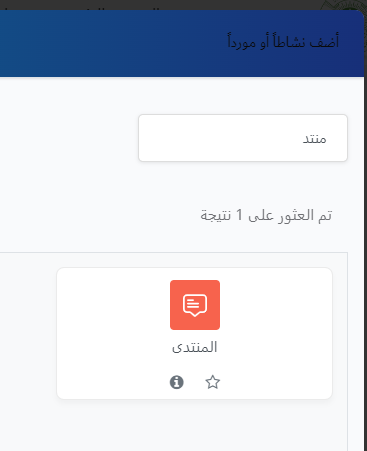 أضف نشاطاً أو مورداً
منتد
تم العثور على 1 نتيجة
المنتدى